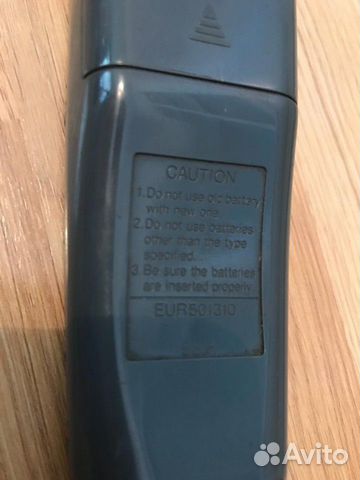 CAUTION
1. Do not use old battery
with new one.
2. Do not use batteries
other than the type
specified.
3. Be sure the batteries
are inserted properly.
EUR501310
Avito